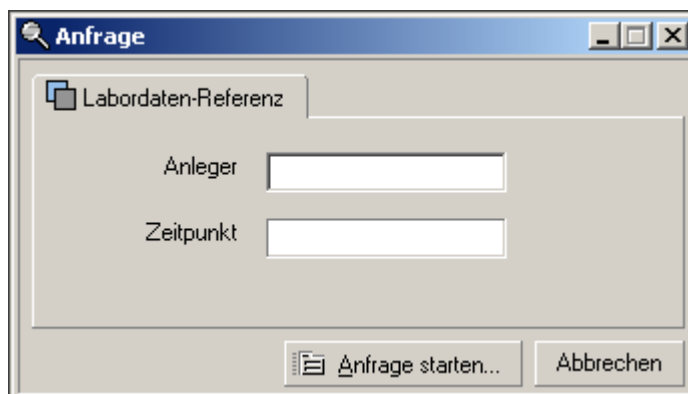 Anfrage
Labordaten-Referenz
Anleger
Zeitpunkt
Anfrage starten... Abbrechen